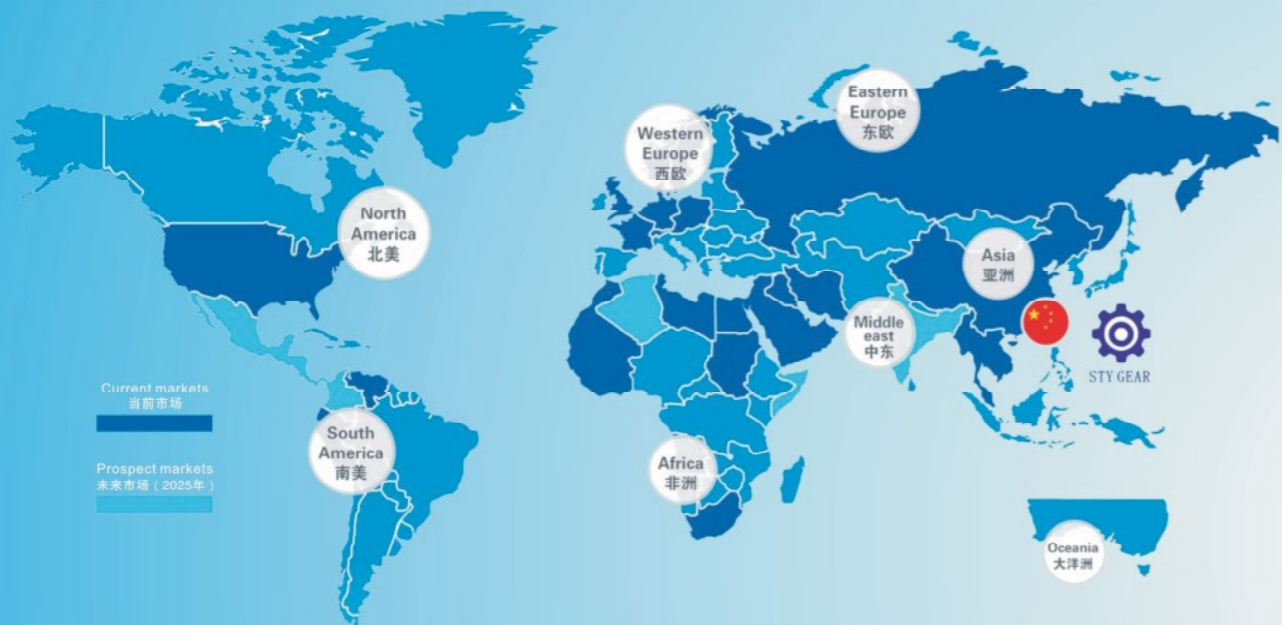 Eastern
Europe
东欧
Western
Europe
西欧
North
America
北美
Asia
亚洲
Middle
east
中东
STY GEAR
Current markets
当前市场
South
America
南美
Prospect markets
未来市场（2025年）
Africa
非洲
Oceania
大洋洲